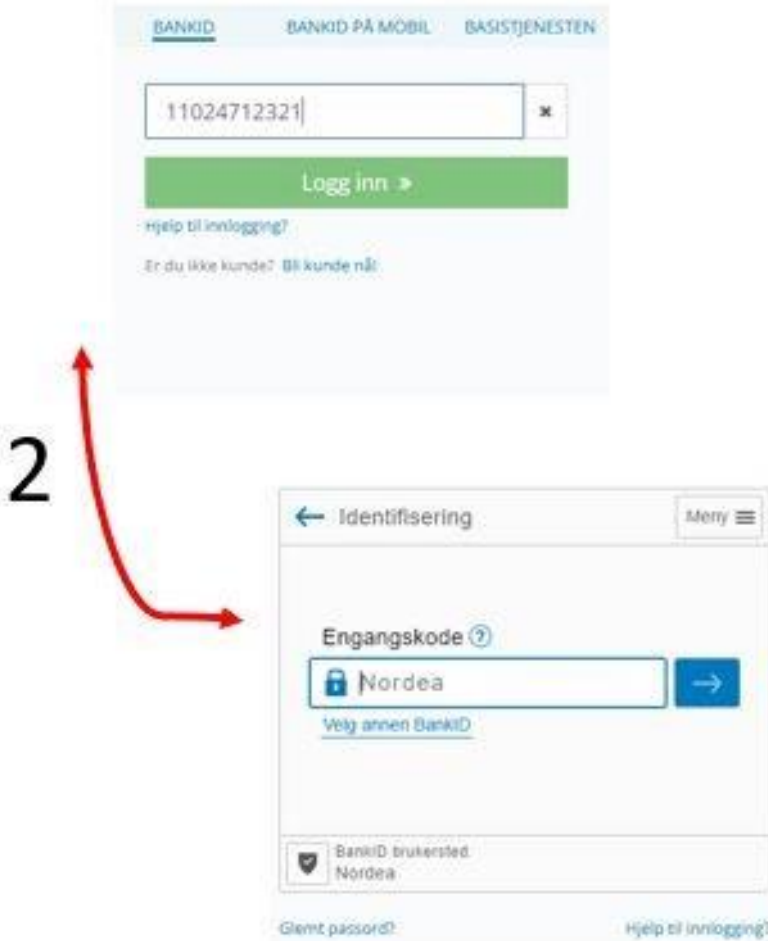 BANKID BANKID PÅ MOBIL BASISTJENESTEN
11024712321
Logg inn »
Hjelp til innlogging?
Er du ikke kunde? Bli kunde nå!
2
Identifisering Meny
Engangskode ?
Nordea
Velg annen BankID
BankID brukersted
Nordea
Glemt passord? Hjelp til innlogging?